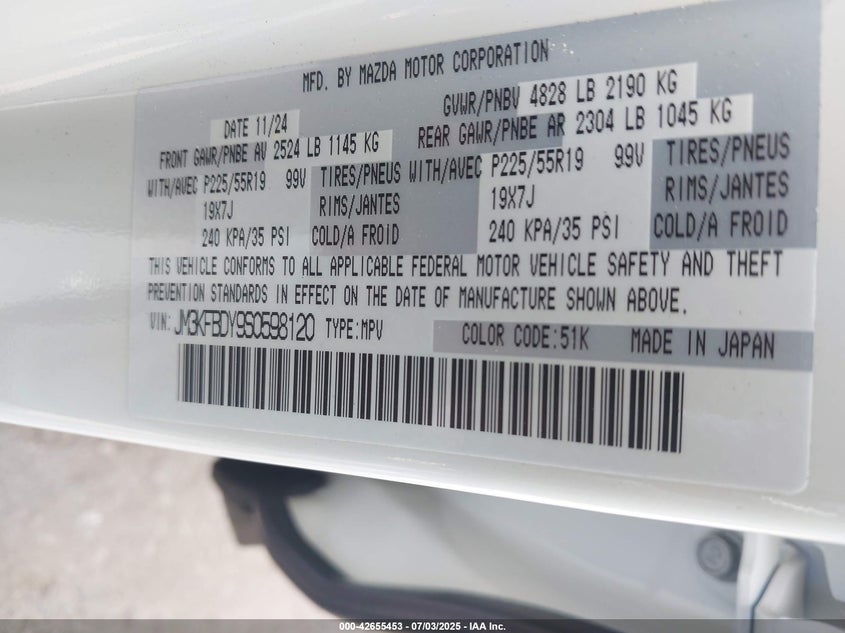 MFD. BY MAZDA MOTOR CORPORATION
DATE 11/24 GVWR/PNBV 4828 LB 2190 KG
FRONT GAWR/PNBE AV 2524 LB 1145 KG REAR GAWR/PNBE AR 2304 LB 1045 KG
WITH/AVEC P225/55R19 99V TIRES/PNEUS WITH/AVEC P225/55R19 99V TIRES/PNEUS
19X7J RIMS/JANTES 19X7J RIMS/JANTES
240 KPA/35 PSI COLD/A FROID 240 KPA/35 PSI COLD/A FROID
THIS VEHICLE CONFORMS TO ALL APPLICABLE FEDERAL MOTOR VEHICLE SAFETY AND THEFT
PREVENTION STANDARDS IN EFFECT ON THE DATE OF MANUFACTURE SHOWN ABOVE.
VIN: JM3KFBDY9S0598120 TYPE:MPV COLOR CODE:51K MADE IN JAPAN
000-42655453 - 07/03/2025 - IAA Inc.